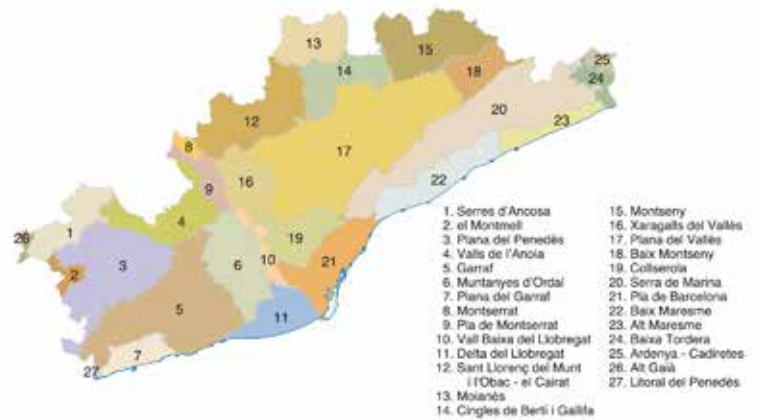 13
15
25
14
18
24
20
12
23
8
17
16
9
22
4
1
26
19
3
6
10
21
2
5
11
7
27
1. Serres d'Ancosa
2. el Montmell
3. Plana del Penedès
4. Valls de l'Anoia
5. Garraf
6. Muntanyes d'Ordal
7. Plana del Garraf
8. Montserrat
9. Pla de Montserrat
10. Vall Baixa del Llobregat
11. Delta del Llobregat
12. Sant Llorenç del Munt
i l'Obac - el Cairat
13. Moianès
14. Cingles de Bertí i Gallifa
15. Montseny
16. Xaragalls del Vallès
17. Plana del Vallès
18. Baix Montseny
19. Collserola
20. Serra de Marina
21. Pla de Barcelona
22. Baix Maresme
23. Alt Maresme
24. Baixa Tordera
25. Ardenya - Cadiretes
26. Alt Gaià
27. Litoral del Penedès